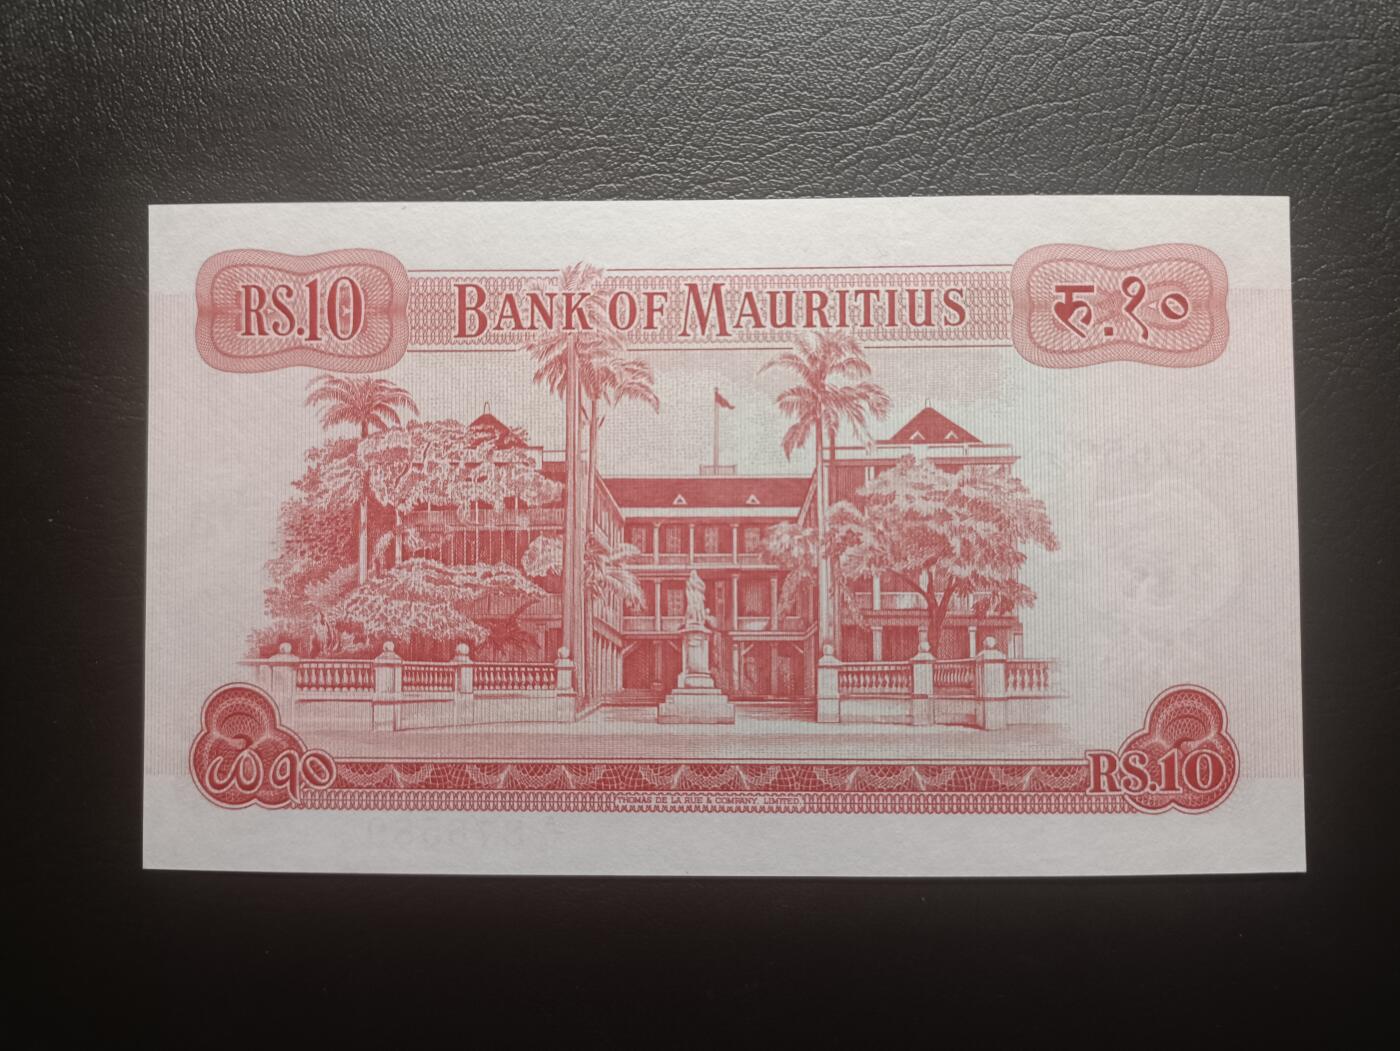 RS.10
BANK OF MAURITIUS
रु.१०
RS.10
THOMAS DE LA RUE & COMPANY, LIMITED.